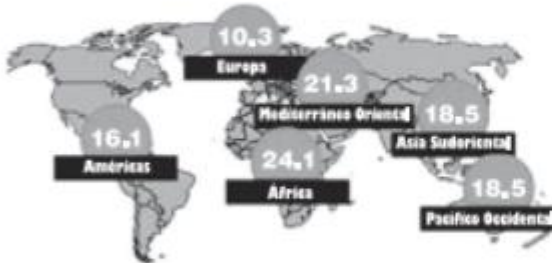 10.3
Europa
21.3
Mediterráneo Oriental
18.5
Asia Sudoriental
16.1
Américas
24.1
África
18.5
Pacífico Occidental